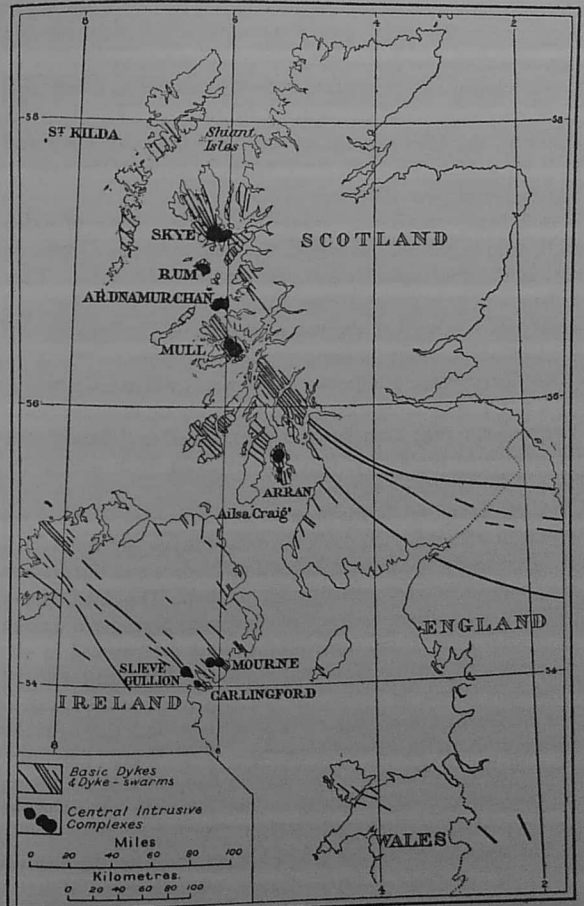 8
6
4
2
58
58
ST KILDA
Shiant
Isles
SKYE
SCOTLAND
RUM
ARDNAMURCHAN
MULL
56
56
ARRAN
Ailsa Craig
ENGLAND
MOURNE
SLIEVE
GULLION
54
54
CARLINGFORD
IRELAND
8
6
Basic Dykes
& Dyke-swarms
Central Intrusive
Complexes
Miles
0 20 40 60 80 100
Kilometres.
0 20 40 60 80 100
WALES
4
2